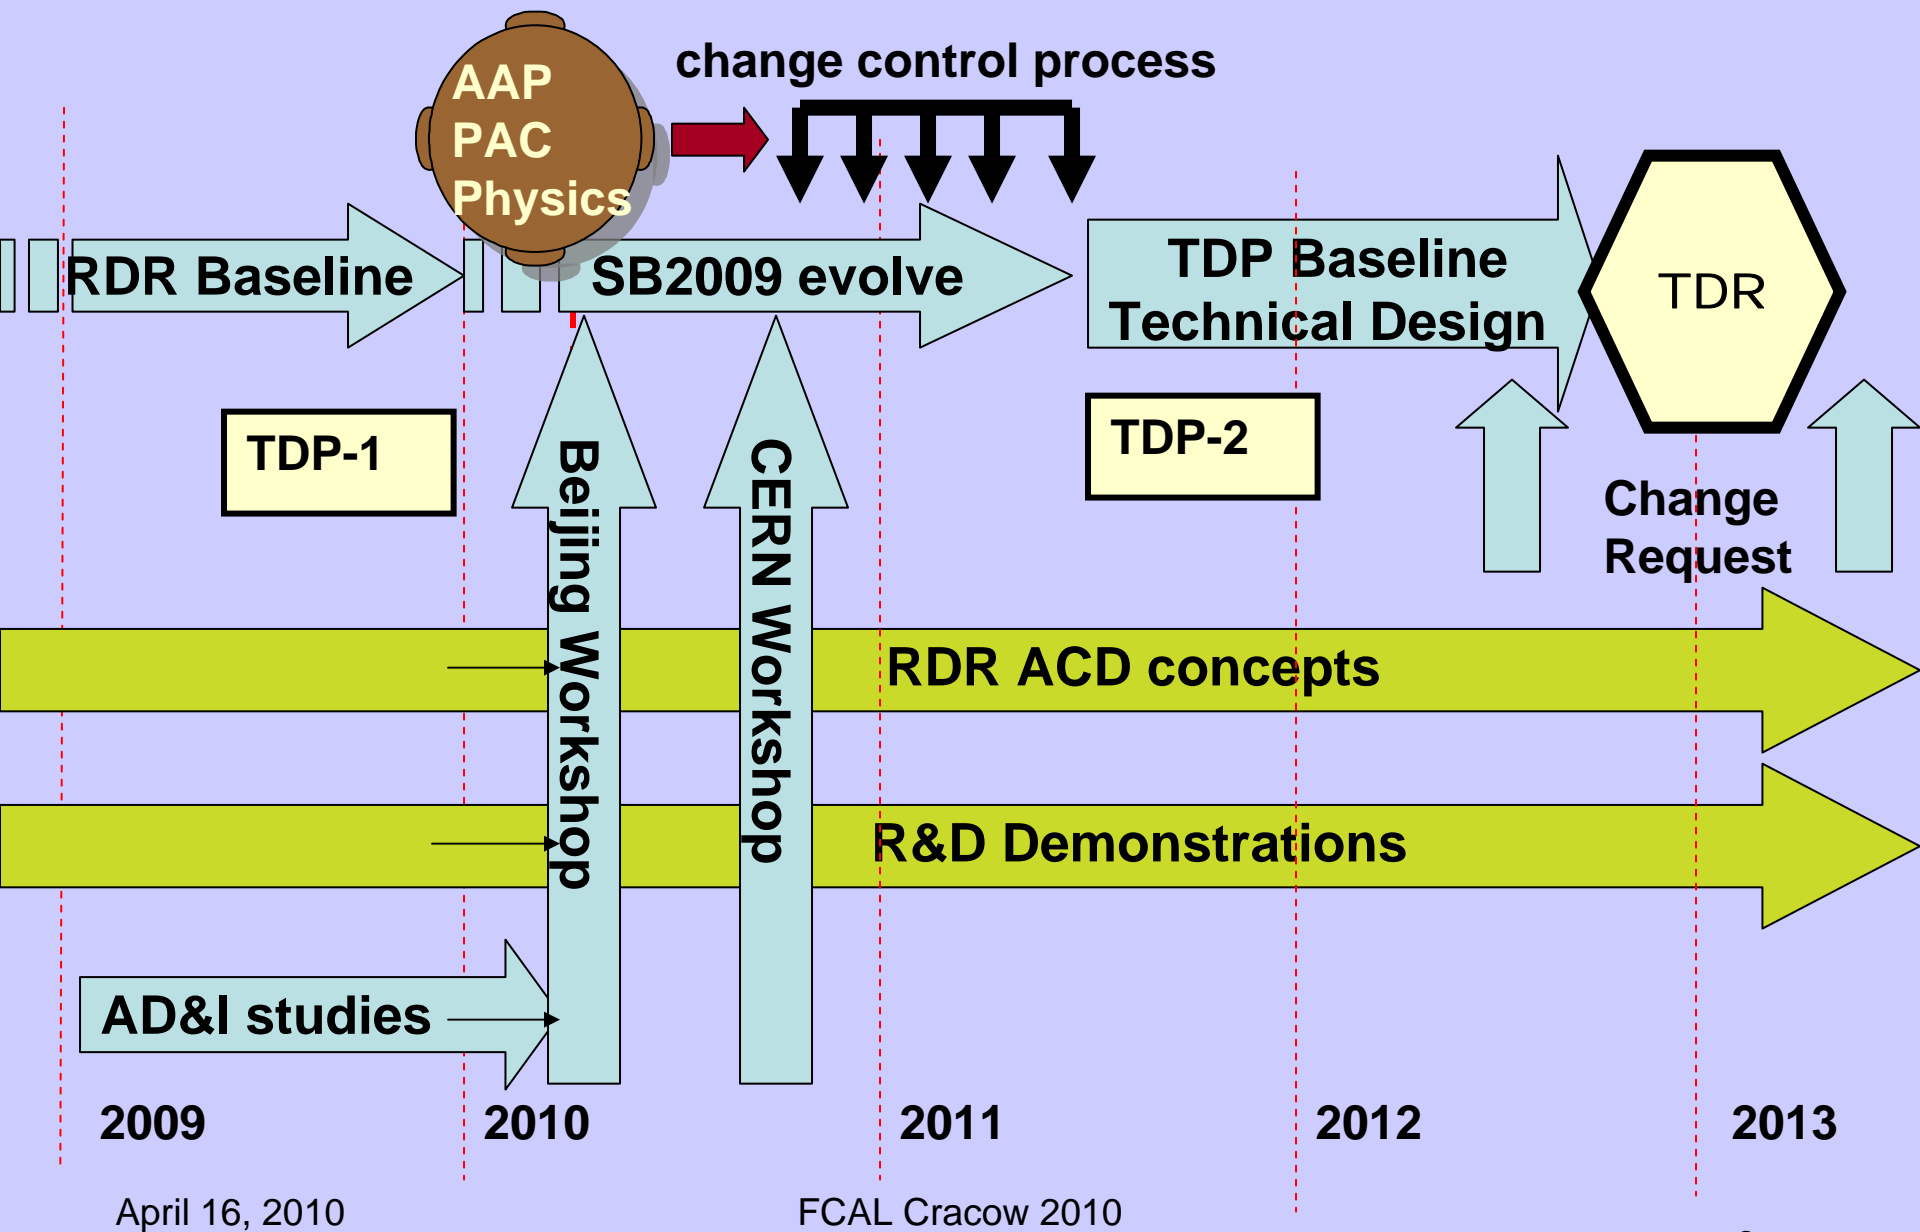 change control process
AAP
PAC
Physics
RDR Baseline
SB2009 evolve
TDP Baseline
Technical Design
TDR
TDP-1
TDP-2
Beijing Workshop
CERN Workshop
Change
Request
RDR ACD concepts
R&D Demonstrations
AD&I studies
2009
2010
2011
2012
2013
April 16, 2010
FCAL Cracow 2010